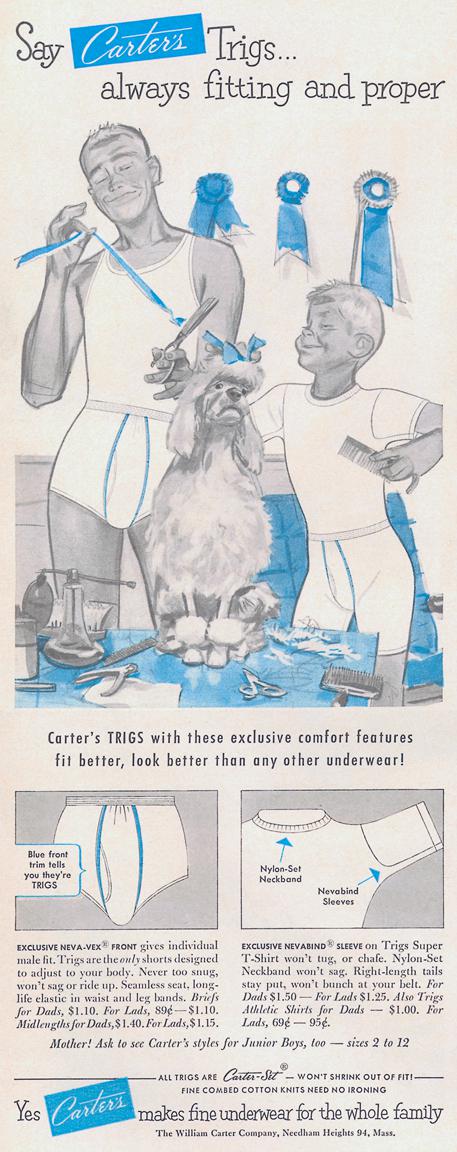 Say Carter's Trigs...
always fitting and proper
Carter's TRIGS with these exclusive comfort features
fit better, look better than any other underwear!
Blue front
trim tells
you they're
TRIGS
Nylon-Set
Neckband
Nevabind
Sleeves
EXCLUSIVE NEVA-VEX® FRONT gives individual
male fit. Trigs are the only shorts designed
to adjust to your body. Never too snug,
won't sag or ride up. Seamless seat, long-
life elastic in waist and leg bands. Briefs
for Dads, $1.10. For Lads, 89¢—$1.10.
Midlengths for Dads, $1.40. For Lads, $1.15.
EXCLUSIVE NEVABIND® SLEEVE on Trigs Super
T-Shirt won't tug, or chafe. Nylon-Set
Neckband won't sag. Right-length tails
stay put, won't bunch at your belt. For
Dads $1.50 — For Lads $1.25. Also Trigs
Athletic Shirts for Dads — $1.00. For
Lads, 69¢ — 95¢.
Mother! Ask to see Carter's styles for Junior Boys, too — sizes 2 to 12
ALL TRIGS ARE Carter-Set® — WON'T SHRINK OUT OF FIT!
FINE COMBED COTTON KNITS NEED NO IRONING
Yes Carter's makes fine underwear for the whole family
The William Carter Company, Needham Heights 94, Mass.